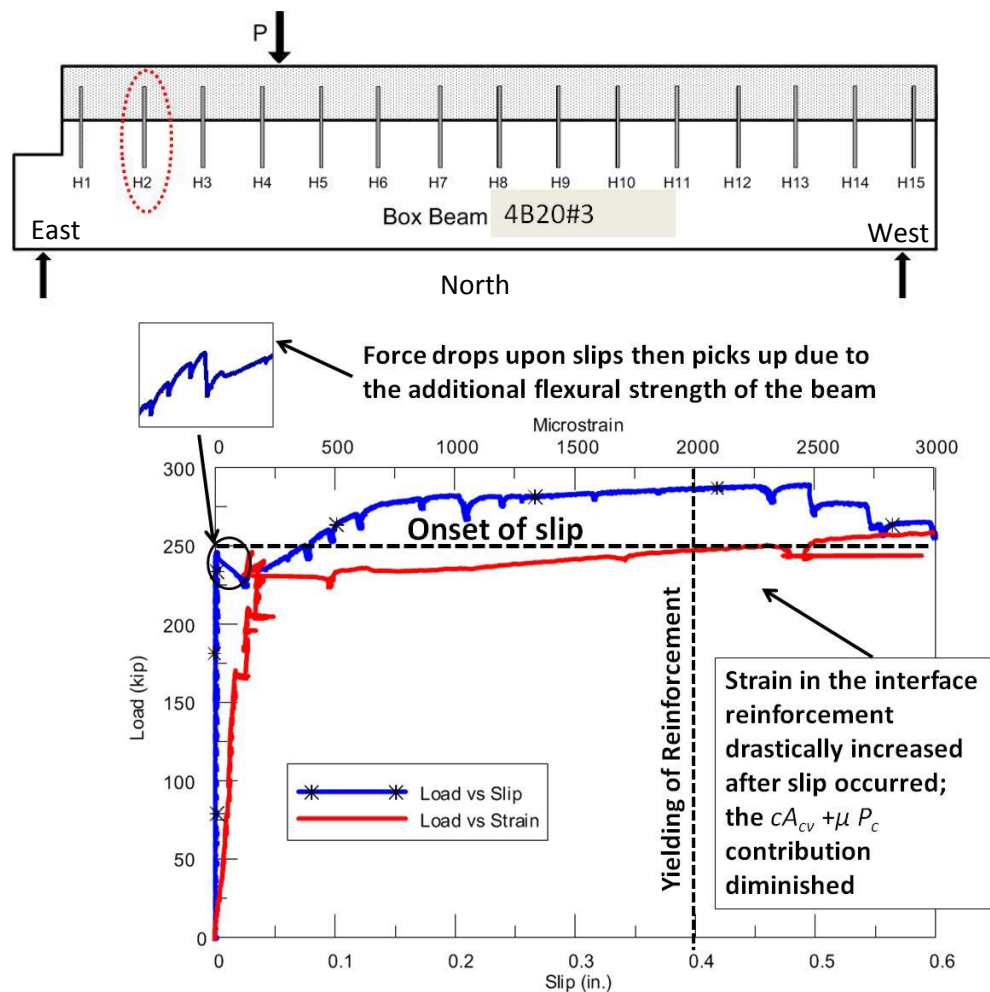 P
H1 H2 H3 H4 H5 H6 H7 H8 H9 H10 H11 H12 H13 H14 H15
Box Beam 4B20#3
East West
North
Force drops upon slips then picks up due to
the additional flexural strength of the beam
Microstrain
0 500 1000 1500 2000 2500 3000
300
250
200
150
100
50
0
Load (kip)
Onset of slip
Yielding of Reinforcement
Load vs Slip
Load vs Strain
Strain in the interface
reinforcement
drastically increased
after slip occurred;
the cA_cv +μ P_c
contribution
diminished
0 0.1 0.2 0.3 0.4 0.5 0.6
Slip (in.)